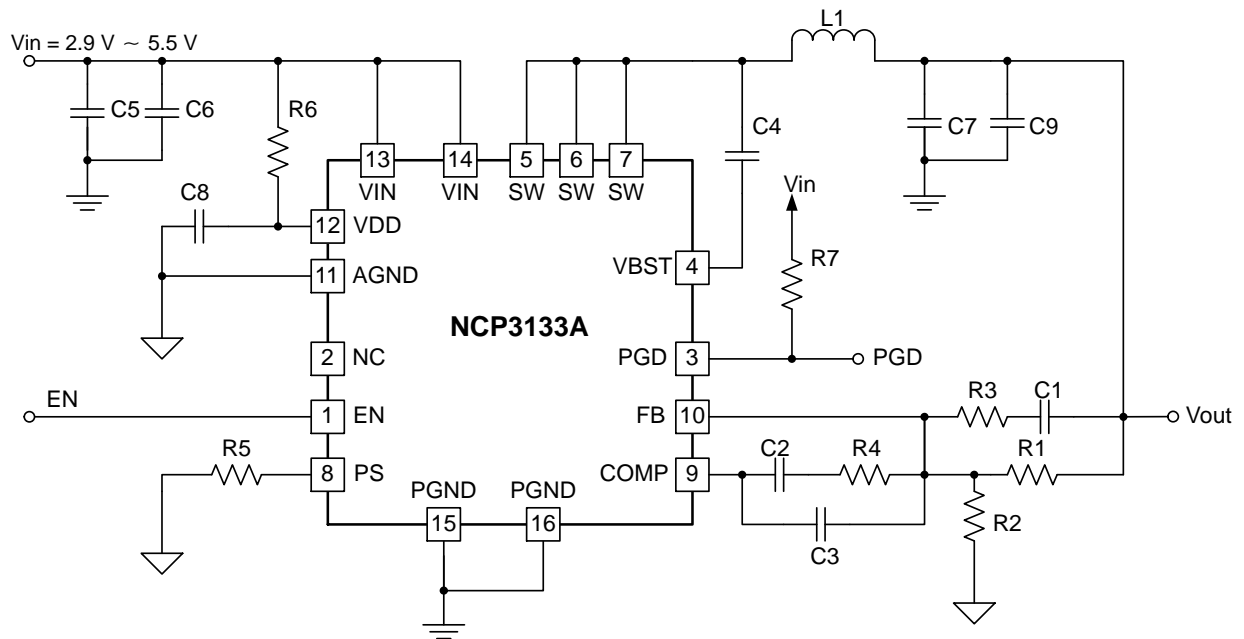 L1
Vin = 2.9 V ~ 5.5 V
C5 C6 R6 C4 C7 C9
13 14 5 6 7
VIN VIN SW SW SW
C8 Vin
12 VDD
11 AGND VBST 4 R7
NCP3133A
2 NC PGD 3 PGD
EN R3 C1
1 EN FB 10 Vout
R5 C2 R4 R1
8 PS COMP 9
PGND PGND
15 16 R2
C3